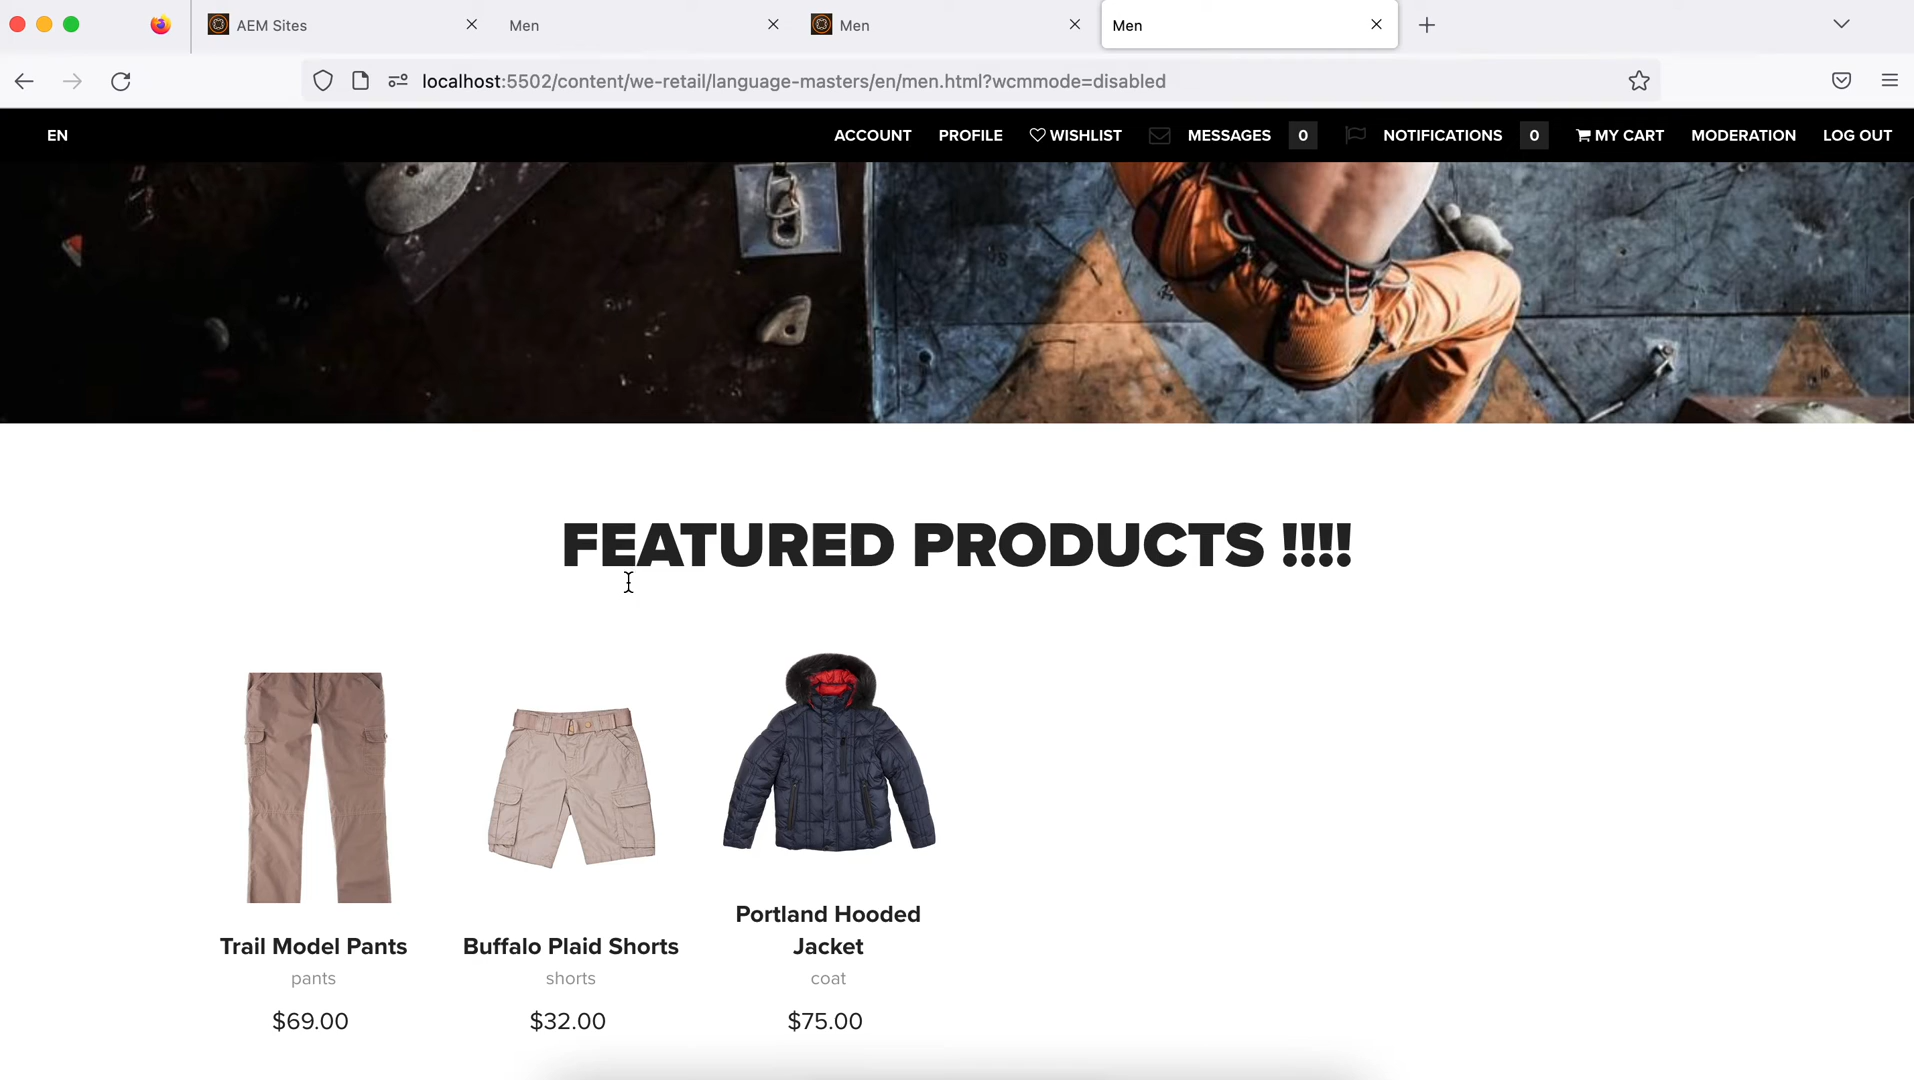 AEM Sites
Men
Men
Men
localhost:5502/content/we-retail/language-masters/en/men.html?wcmmode=disabled
EN
ACCOUNT
PROFILE
WISHLIST
MESSAGES
0
NOTIFICATIONS
0
MY CART
MODERATION
LOG OUT
FEATURED PRODUCTS !!!!
Trail Model Pants
pants
$69.00
Buffalo Plaid Shorts
shorts
$32.00
Portland Hooded
Jacket
coat
$75.00